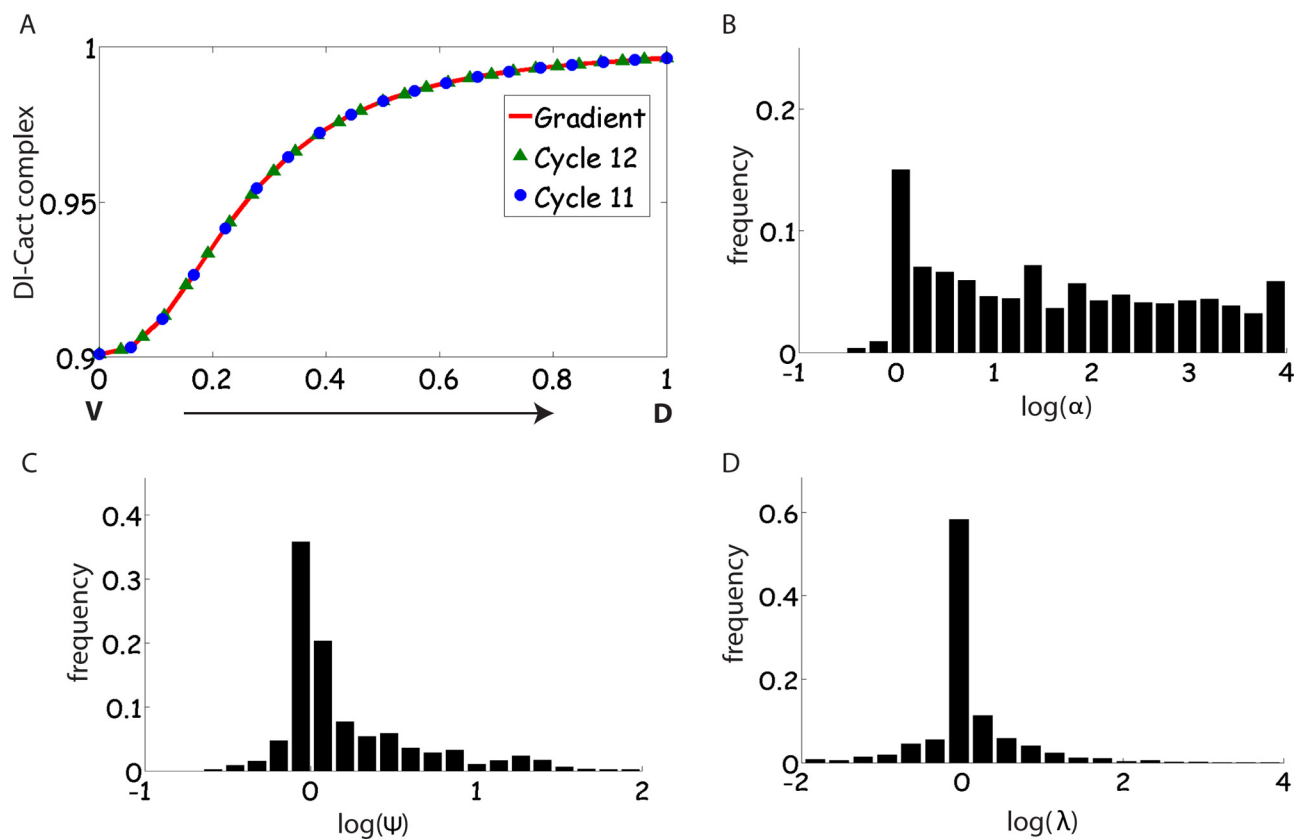 A
1
0.95
0.9
Dl-Cact complex
Gradient
Cycle 12
Cycle 11
0 0.2 0.4 0.6 0.8 1
V D
B
0.2
0.1
0
frequency
-1 0 1 2 3 4
log(α)
C
0.4
0.3
0.2
0.1
0
frequency
-1 0 1 2
log(ψ)
D
0.6
0.4
0.2
0
frequency
-2 0 2 4
log(λ)